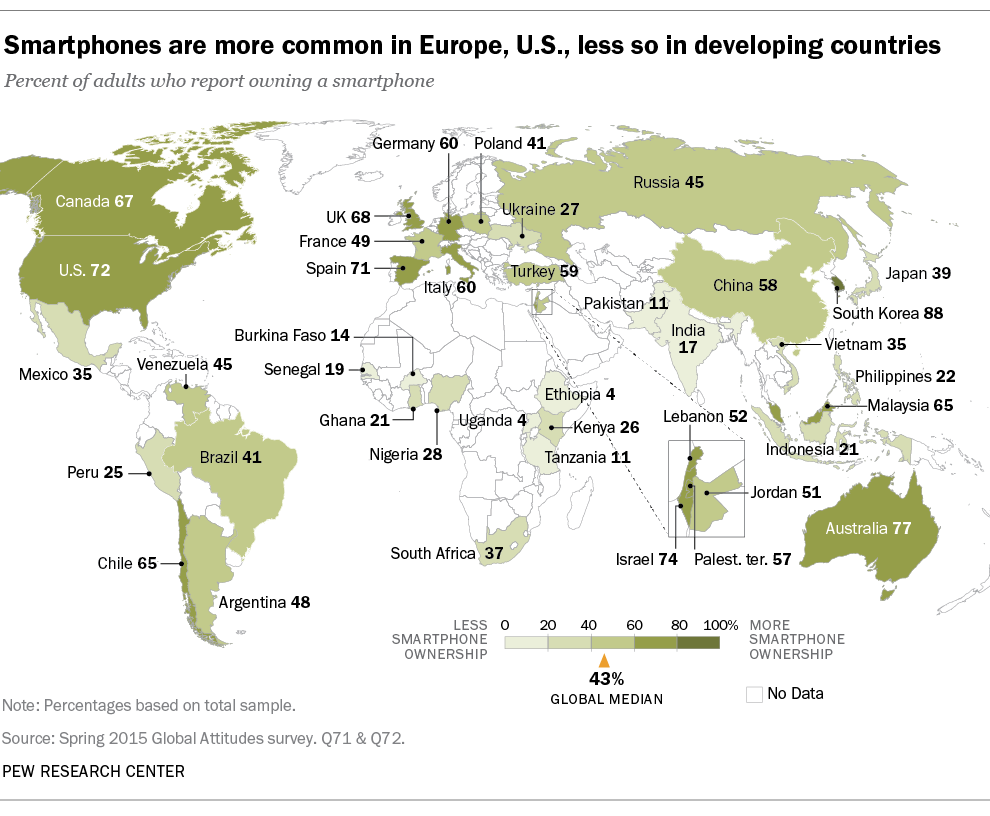 Smartphones are more common in Europe, U.S., less so in developing countries
Percent of adults who report owning a smartphone
Germany 60
Poland 41
Canada 67
Russia 45
UK 68
Ukraine 27
France 49
U.S. 72
Spain 71
Turkey 59
Japan 39
China 58
Italy 60
Pakistan 11
South Korea 88
India
17
Burkina Faso 14
Vietnam 35
Venezuela 45
Senegal 19
Mexico 35
Philippines 22
Ethiopia 4
Malaysia 65
Lebanon 52
Ghana 21
Uganda 4
Kenya 26
Nigeria 28
Indonesia 21
Brazil 41
Tanzania 11
Peru 25
Jordan 51
Australia 77
South Africa 37
Israel 74
Palest. ter. 57
Chile 65
Argentina 48
LESS
SMARTPHONE
OWNERSHIP
0 20 40 60 80 100%
MORE
SMARTPHONE
OWNERSHIP
43%
GLOBAL MEDIAN
No Data
Note: Percentages based on total sample.
Source: Spring 2015 Global Attitudes survey. Q71 & Q72.
PEW RESEARCH CENTER